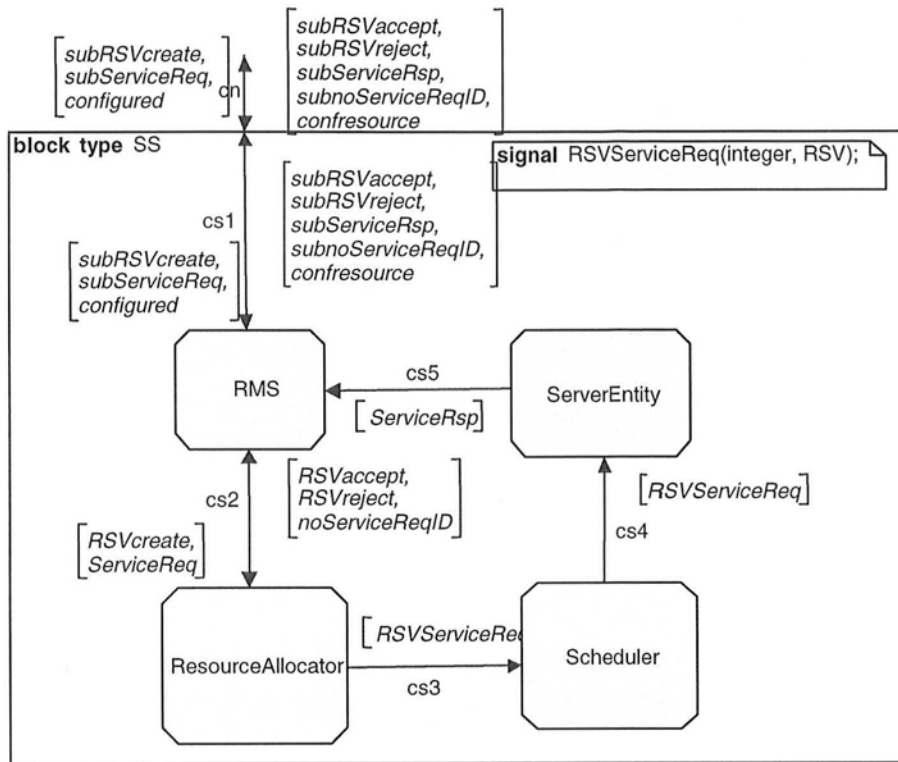 subRSVcreate,
subServiceReq,
configured
cn
subRSVaccept,
subRSVreject,
subServiceRsp,
subnoServiceReqID,
confresource
block type SS
signal RSVServiceReq(integer, RSV);
cs1
subRSVaccept,
subRSVreject,
subServiceRsp,
subnoServiceReqID,
confresource
subRSVcreate,
subServiceReq,
configured
RMS
cs5
[ServiceRsp]
ServerEntity
cs2
RSVaccept,
RSVreject,
noServiceReqID
[RSVServiceReq]
cs4
RSVcreate,
ServiceReq
ResourceAllocator
[RSVServiceReq
cs3
Scheduler